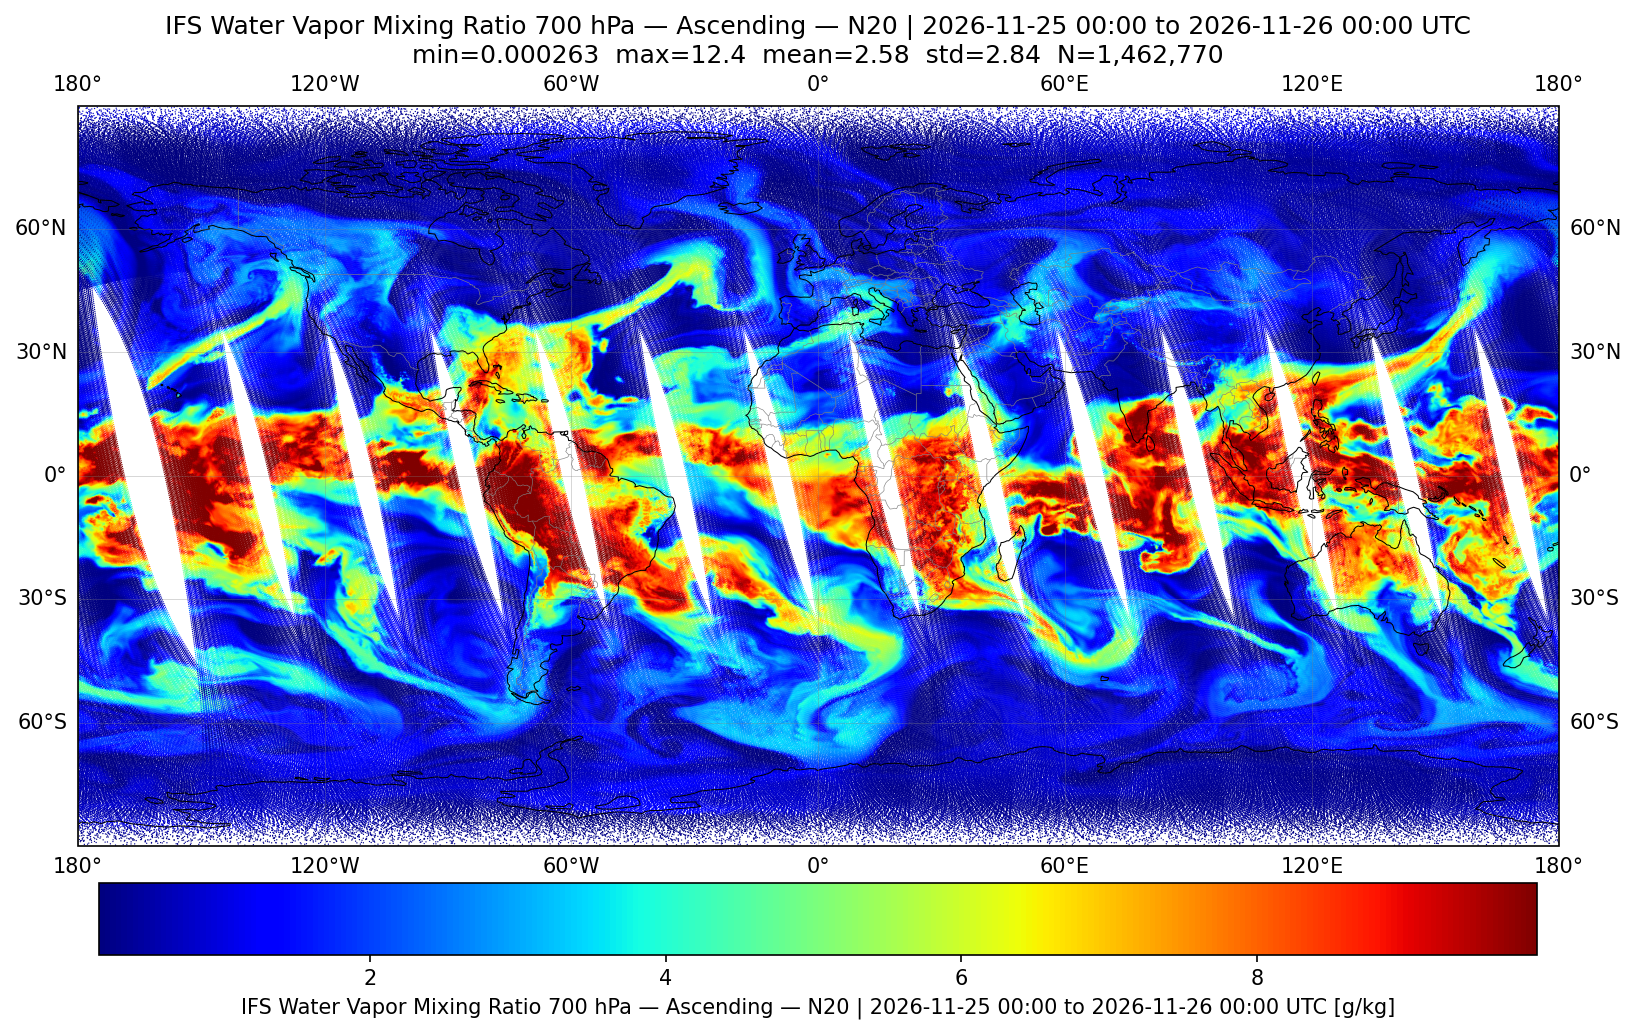 IFS Water Vapor Mixing Ratio 700 hPa — Ascending — N20 | 2026-11-25 00:00 to 2026-11-26 00:00 UTC
min=0.000263 max=12.4 mean=2.58 std=2.84 N=1,462,770
180° 120°W 60°W 0° 60°E 120°E 180°
60°N 60°N
30°N 30°N
0° 0°
30°S 30°S
60°S 60°S
180° 120°W 60°W 0° 60°E 120°E 180°
2 4 6 8
IFS Water Vapor Mixing Ratio 700 hPa — Ascending — N20 | 2026-11-25 00:00 to 2026-11-26 00:00 UTC [g/kg]